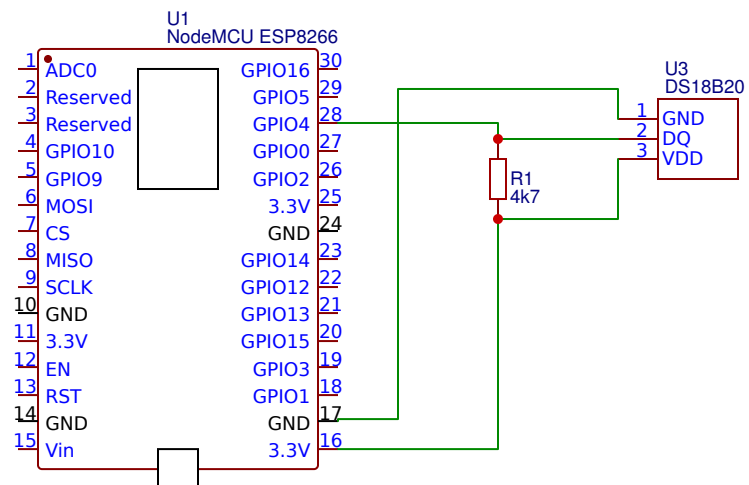 U1
NodeMCU ESP8266
1 ADC0 GPIO16 30
2 Reserved GPIO5 29
3 Reserved GPIO4 28
4 GPIO10 GPIO0 27
5 GPIO9 GPIO2 26
6 MOSI 3.3V 25
7 CS GND 24
8 MISO GPIO14 23
9 SCLK GPIO12 22
10 GND GPIO13 21
11 3.3V GPIO15 20
12 EN GPIO3 19
13 RST GPIO1 18
14 GND GND 17
15 Vin 3.3V 16
R1
4k7
U3
DS18B20
1 GND
2 DQ
3 VDD